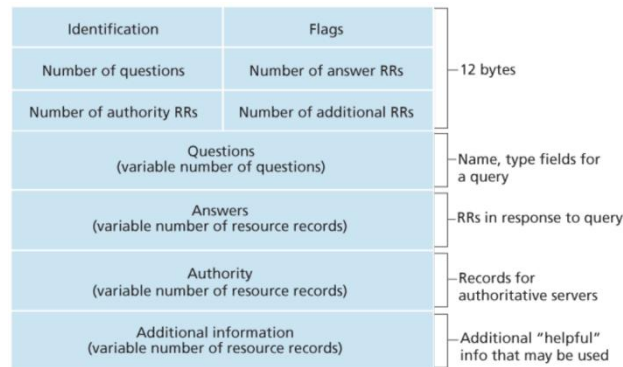 Identification
Flags
Number of questions
Number of answer RRs
12 bytes
Number of authority RRs
Number of additional RRs
Questions
(variable number of questions)
Name, type fields for
a query
Answers
(variable number of resource records)
RRs in response to query
Authority
(variable number of resource records)
Records for
authoritative servers
Additional information
(variable number of resource records)
Additional “helpful“
info that may be used